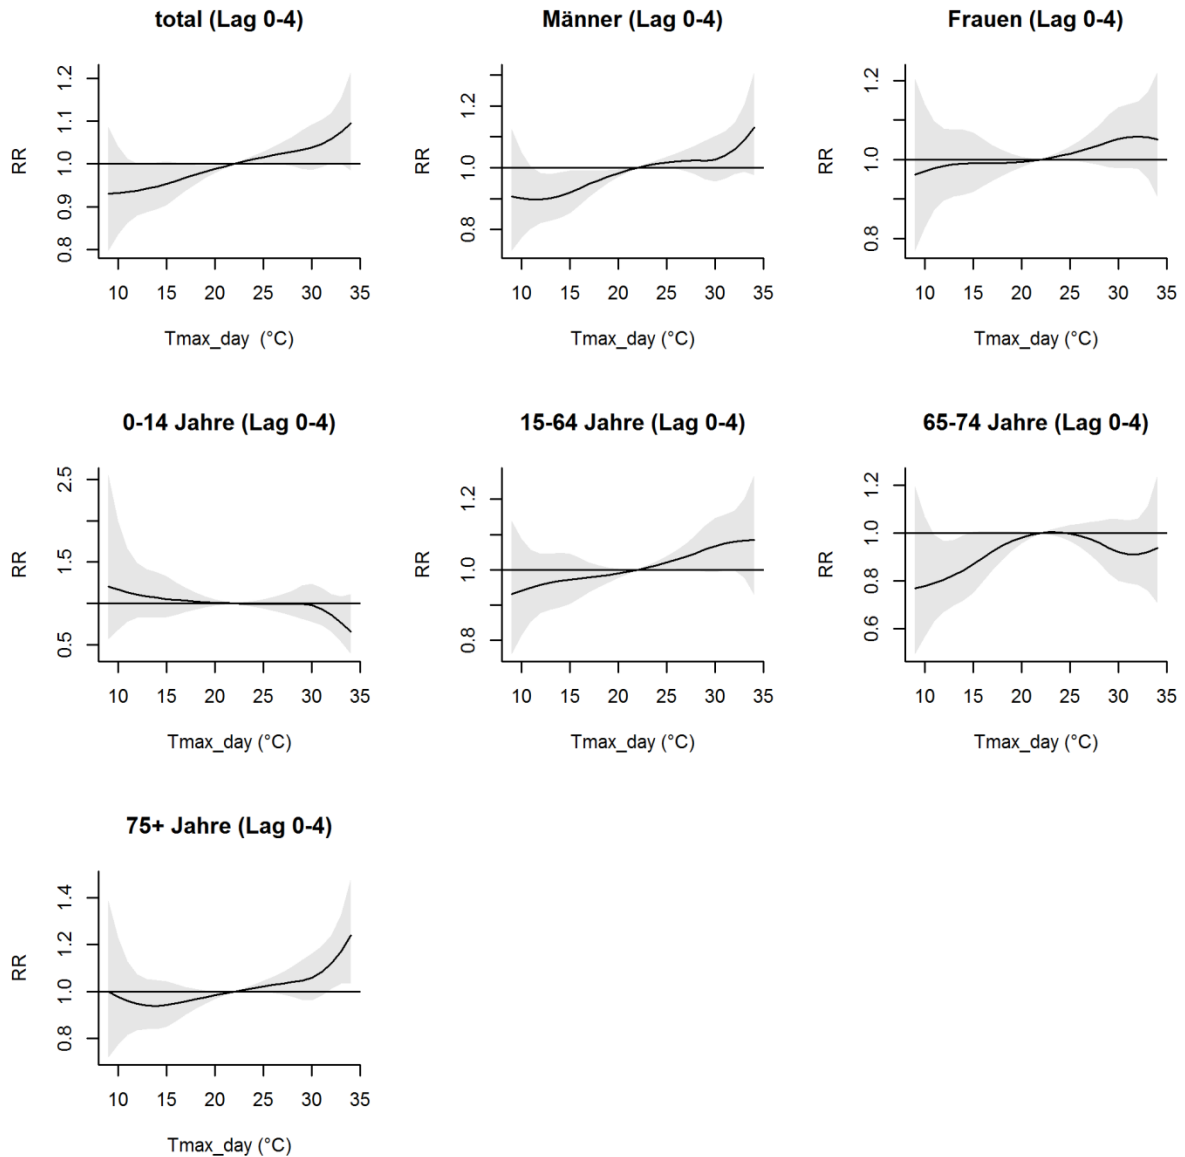 total (Lag 0-4)
RR
0.8 0.9 1.0 1.1 1.2
10 15 20 25 30 35
Tmax_day (°C)
Männer (Lag 0-4)
RR
0.8 1.0 1.2
10 15 20 25 30 35
Tmax_day (°C)
Frauen (Lag 0-4)
RR
0.8 1.0 1.2
10 15 20 25 30 35
Tmax_day (°C)
0-14 Jahre (Lag 0-4)
RR
0.5 1.5 2.5
10 15 20 25 30 35
Tmax_day (°C)
15-64 Jahre (Lag 0-4)
RR
0.8 1.0 1.2
10 15 20 25 30 35
Tmax_day (°C)
65-74 Jahre (Lag 0-4)
RR
0.6 0.8 1.0 1.2
10 15 20 25 30 35
Tmax_day (°C)
75+ Jahre (Lag 0-4)
RR
0.8 1.0 1.2 1.4
10 15 20 25 30 35
Tmax_day (°C)